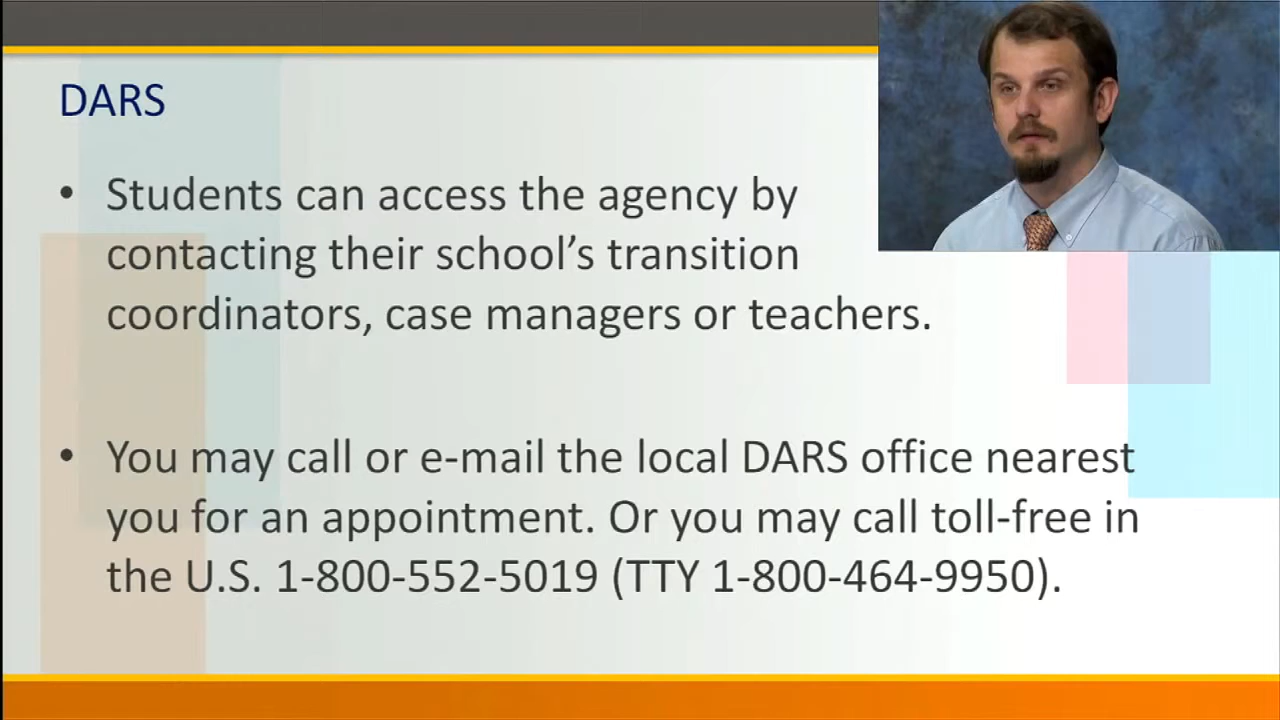 DARS
• Students can access the agency by
contacting their school’s transition
coordinators, case managers or teachers.
• You may call or e-mail the local DARS office nearest
you for an appointment. Or you may call toll-free in
the U.S. 1-800-552-5019 (TTY 1-800-464-9950).